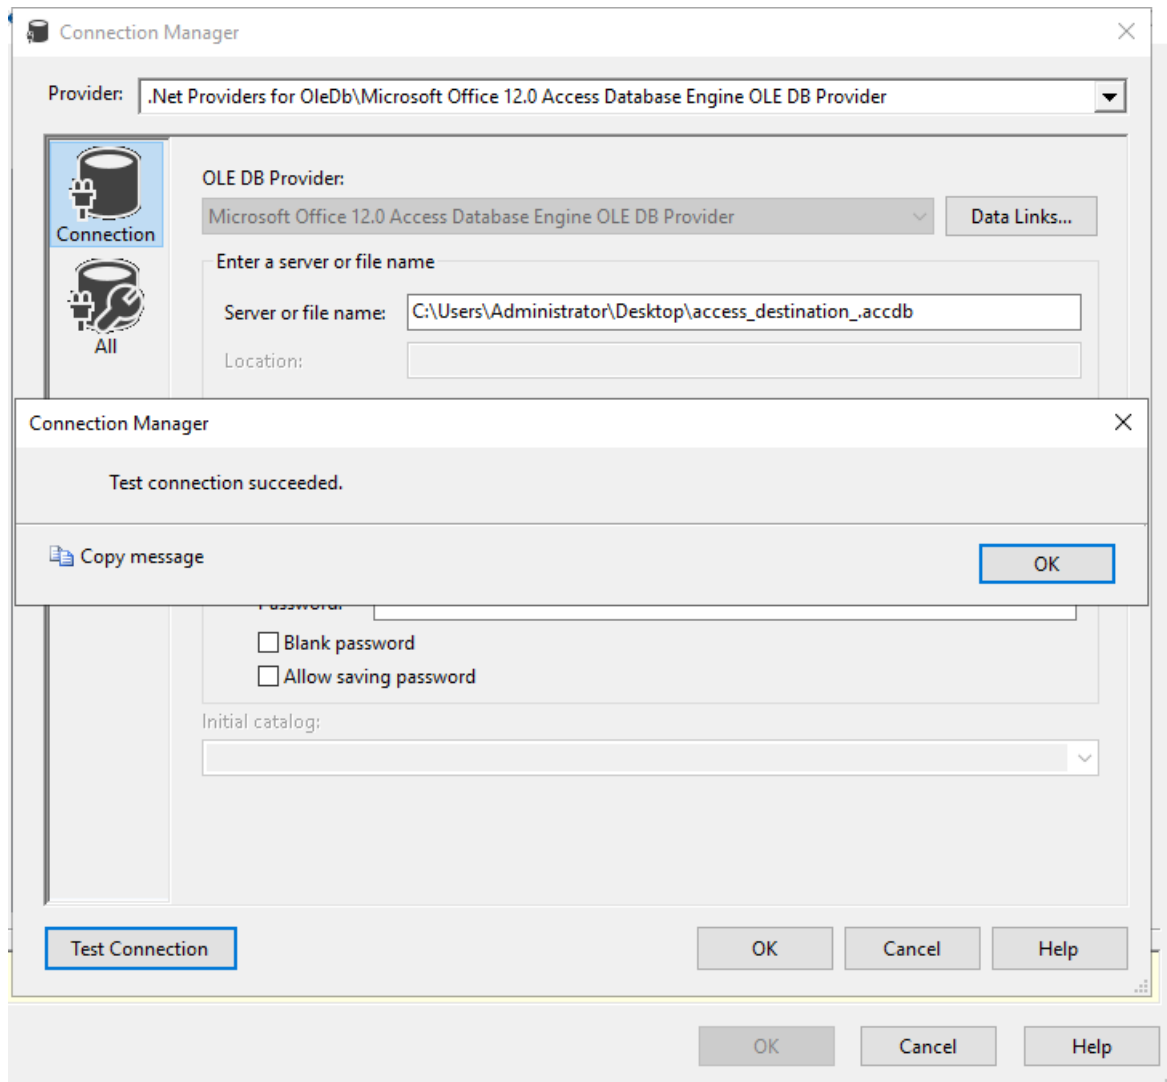 Connection Manager
Provider: .Net Providers for OleDb\Microsoft Office 12.0 Access Database Engine OLE DB Provider
Connection
All
OLE DB Provider:
Microsoft Office 12.0 Access Database Engine OLE DB Provider
Data Links...
Enter a server or file name
Server or file name: C:\Users\Administrator\Desktop\access_destination_.accdb
Location:
Connection Manager
Test connection succeeded.
Copy message
OK
Password:
Blank password
Allow saving password
Initial catalog:
Test Connection OK Cancel Help
OK Cancel Help